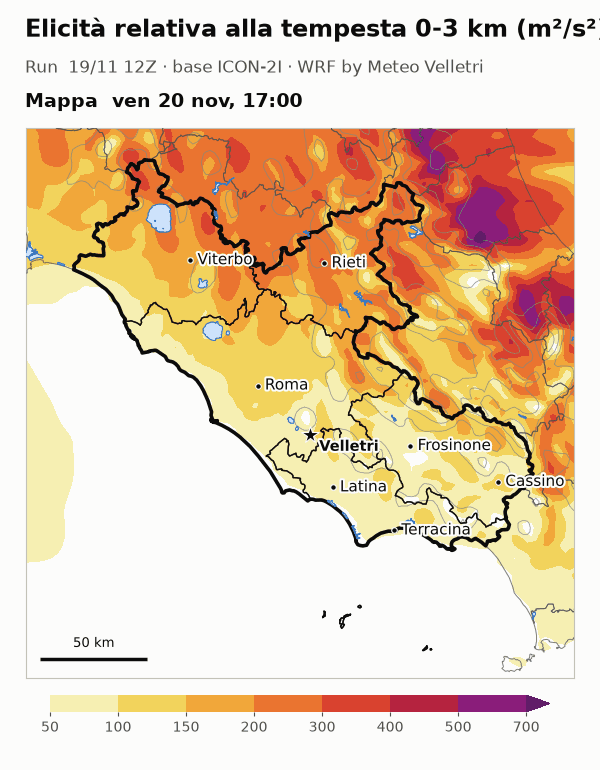 Elicità relativa alla tempesta 0-3 km (m²/s²)
Run  19/11 12Z · base ICON-2I · WRF by Meteo Velletri
Mappa  ven 20 nov, 17:00
Viterbo
Rieti
Roma
Velletri
Frosinone
Latina
Cassino
Terracina
50 km
50 100 150 200 300 400 500 700